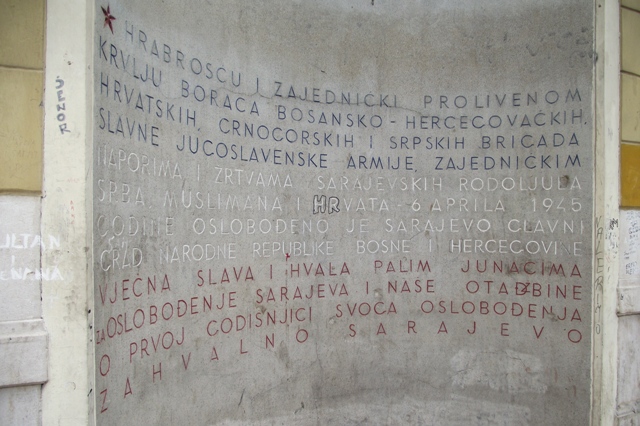 HRABROSCU I ZAJEDNIČKI PROLIVENOM
KRVLJU BORACA BOSANSKO-HERCEGOVAČKIH,
HRVATSKIH, CRNOGORSKIH I SRPSKIH BRIGADA
SLAVNE JUGOSLAVENSKE ARMIJE, ZAJEDNIČKIM
NAPORIMA I ŽRTVAMA SARAJEVSKIH RODOLJUBA
SRBA, MUSLIMANA I HRVATA - 6 APRILA 1945
GODINE OSLOBOĐENO JE SARAJEVO GLAVNI
GRAD NARODNE REPUBLIKE BOSNE I HERCEGOVINE
VJEČNA SLAVA I HVALA PALIM JUNACIMA
ZA OSLOBOĐENJE SARAJEVA I NAŠE OTADŽBINE
O PRVOJ GODIŠNJICI SVOGA OSLOBOĐENJA
ZAHVALNO SARAJEVO